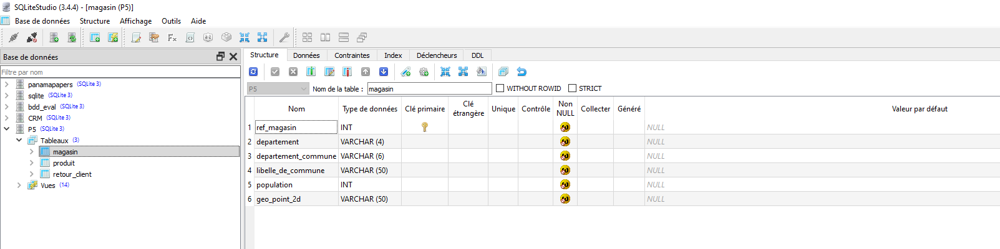 SQLiteStudio (3.4.4) - [magasin (P5)]
Base de données Structure Affichage Outils Aide
Base de données
Filtre par nom
panamapapers (SQLite 3)
sqlite (SQLite 3)
bdd_eval (SQLite 3)
CRM (SQLite 3)
P5 (SQLite 3)
Tableaux (3)
magasin
produit
retour_client
Vues (14)
Structure Données Contraintes Index Déclencheurs DDL
P5 Nom de la table : magasin WITHOUT ROWID STRICT
Nom Type de données Clé primaire Clé étrangère Unique Contrôle Non NULL Collecter Généré Valeur par défaut
1 ref_magasin INT NULL
2 departement VARCHAR (4) NULL
3 departement_commune VARCHAR (6) NULL
4 libelle_de_commune VARCHAR (50) NULL
5 population INT NULL
6 geo_point_2d VARCHAR (50) NULL